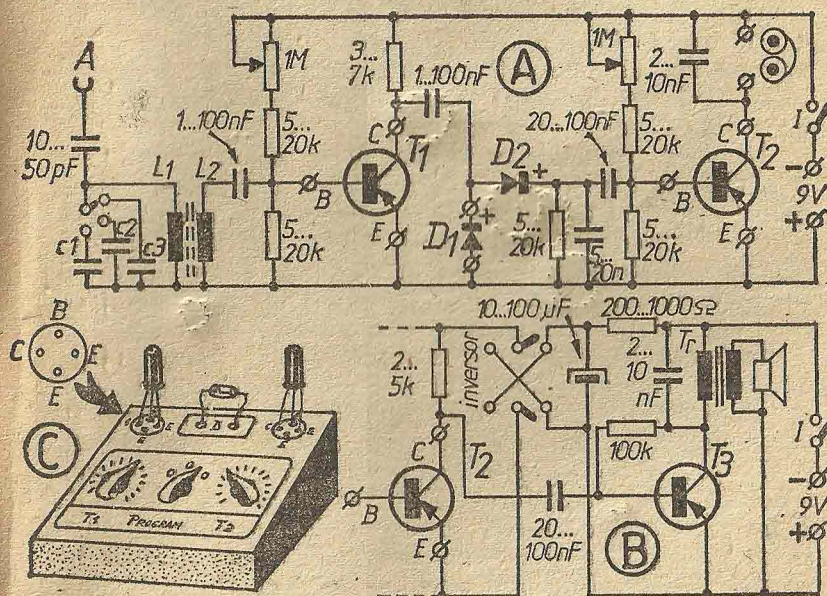 A
10...
50pF
L1
L2
1...100nF
C1
C2
C3
1M
5...
20k
5...
20k
B
3...
7k
C
T1
E
1...100nF
A
D1
+
D2
+
5...
20k
5...
20n
20...100nF
1M
5...
20k
5...
20k
B
2...
10nF
C
T2
E
I
-
9V
+
B
C
E
E
C
E
D
E
T1
PROGRAM
T2
2...
5k
inversor
10...100µF
200...1000Ω
2...
10
nF
Tr
100k
C
T2
B
E
20...
100nF
T3
B
I
-
9V
+